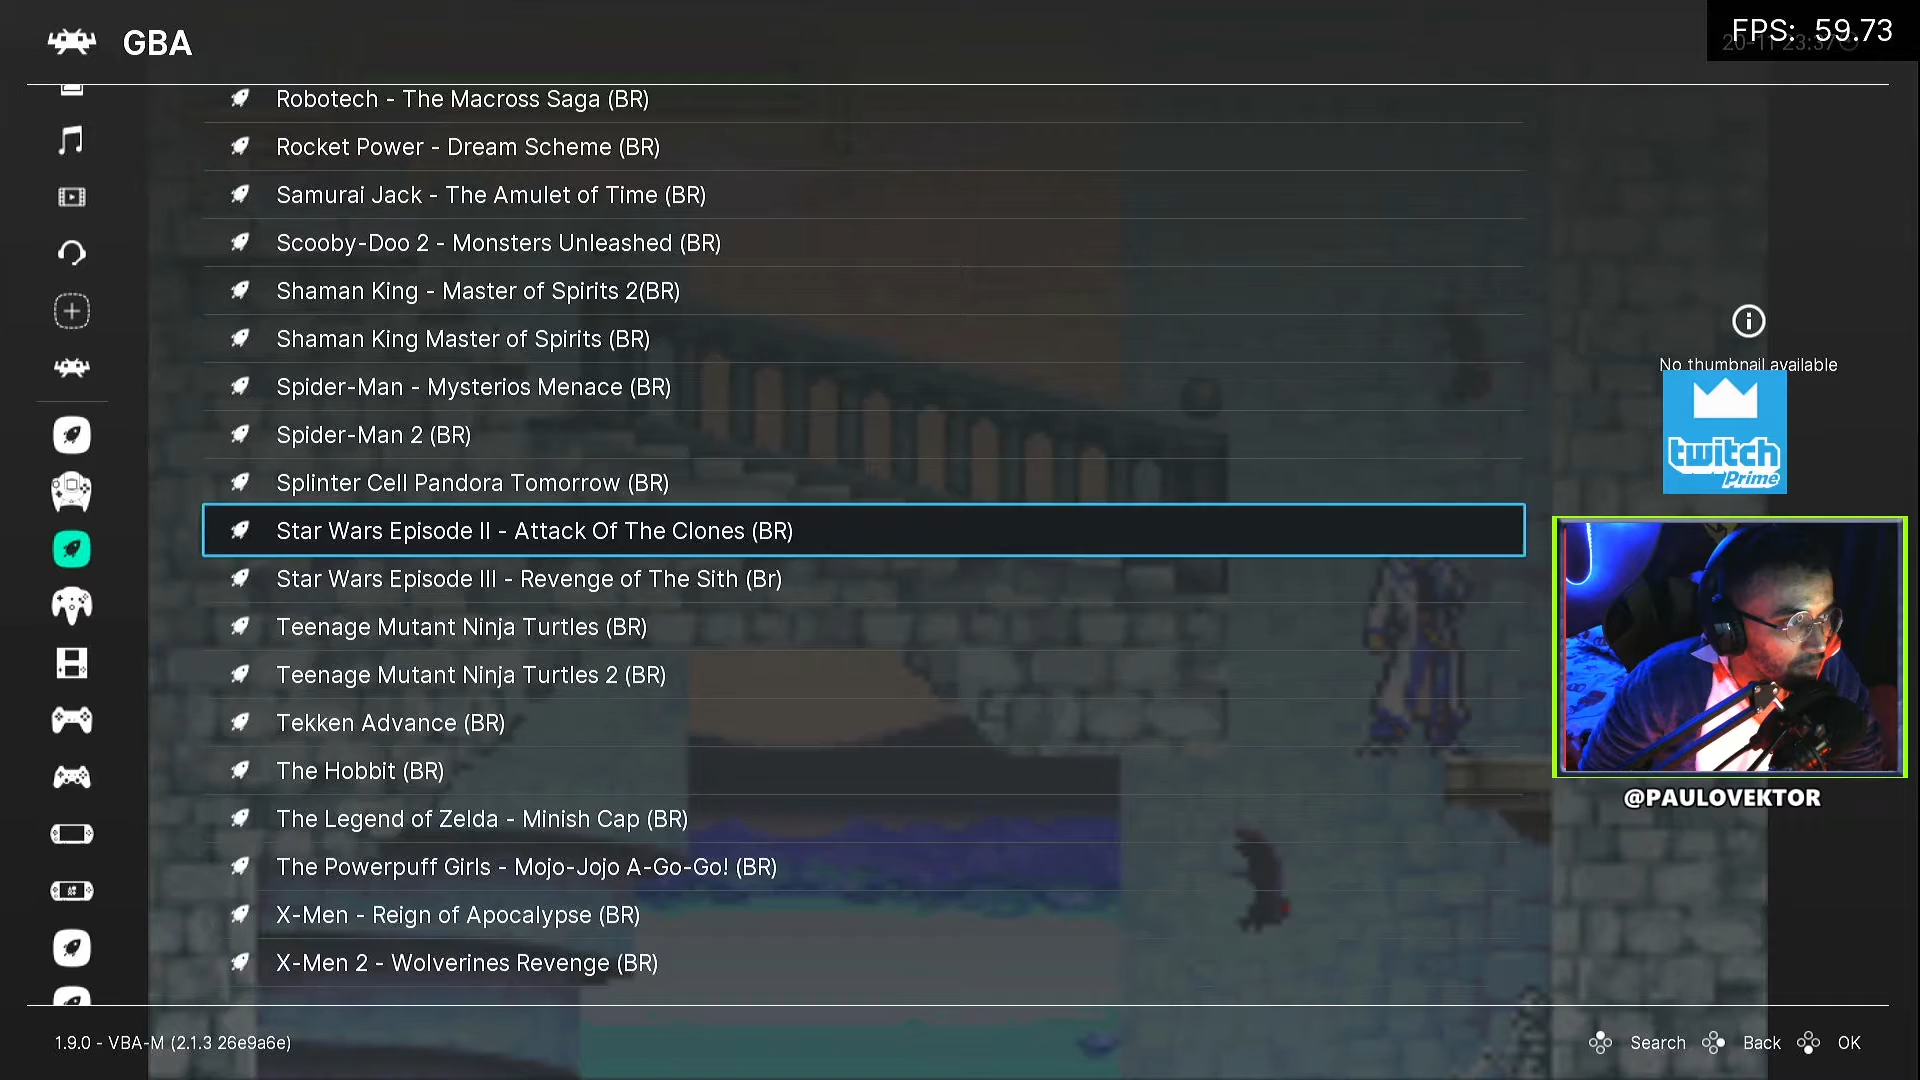 GBA
FPS: 59.73
20-11 23:37
Robotech - The Macross Saga (BR)
Rocket Power - Dream Scheme (BR)
Samurai Jack - The Amulet of Time (BR)
Scooby-Doo 2 - Monsters Unleashed (BR)
Shaman King - Master of Spirits 2(BR)
Shaman King Master of Spirits (BR)
Spider-Man - Mysterios Menace (BR)
Spider-Man 2 (BR)
Splinter Cell Pandora Tomorrow (BR)
Star Wars Episode II - Attack Of The Clones (BR)
Star Wars Episode III - Revenge of The Sith (Br)
Teenage Mutant Ninja Turtles (BR)
Teenage Mutant Ninja Turtles 2 (BR)
Tekken Advance (BR)
The Hobbit (BR)
The Legend of Zelda - Minish Cap (BR)
The Powerpuff Girls - Mojo-Jojo A-Go-Go! (BR)
X-Men - Reign of Apocalypse (BR)
X-Men 2 - Wolverines Revenge (BR)
No thumbnail available
twitch
Prime
@PAULOVEKTOR
1.9.0 - VBA-M (2.1.3 26e9a6e)
Search Back OK